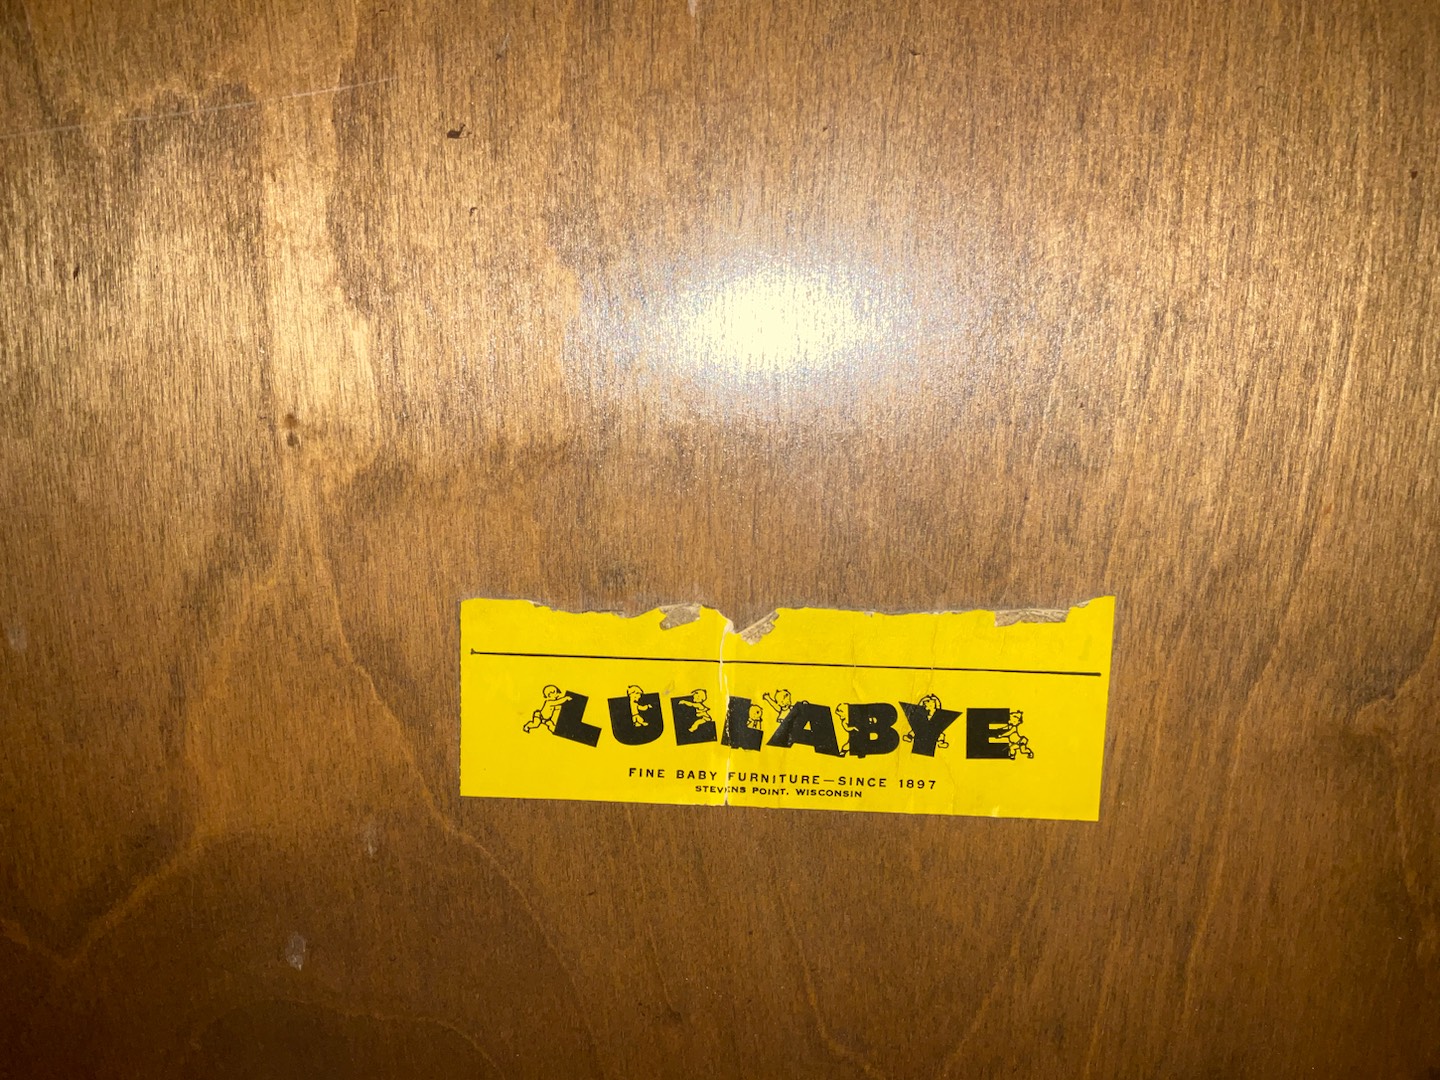 LULLABYE
FINE BABY FURNITURE—SINCE 1897
STEVENS POINT, WISCONSIN